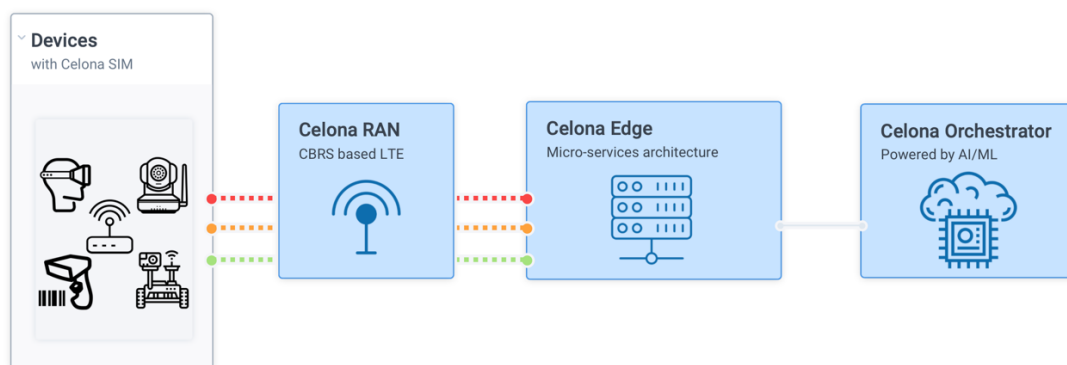 Devices
with Celona SIM
Celona RAN
CBRS based LTE
Celona Edge
Micro-services architecture
Celona Orchestrator
Powered by AI/ML